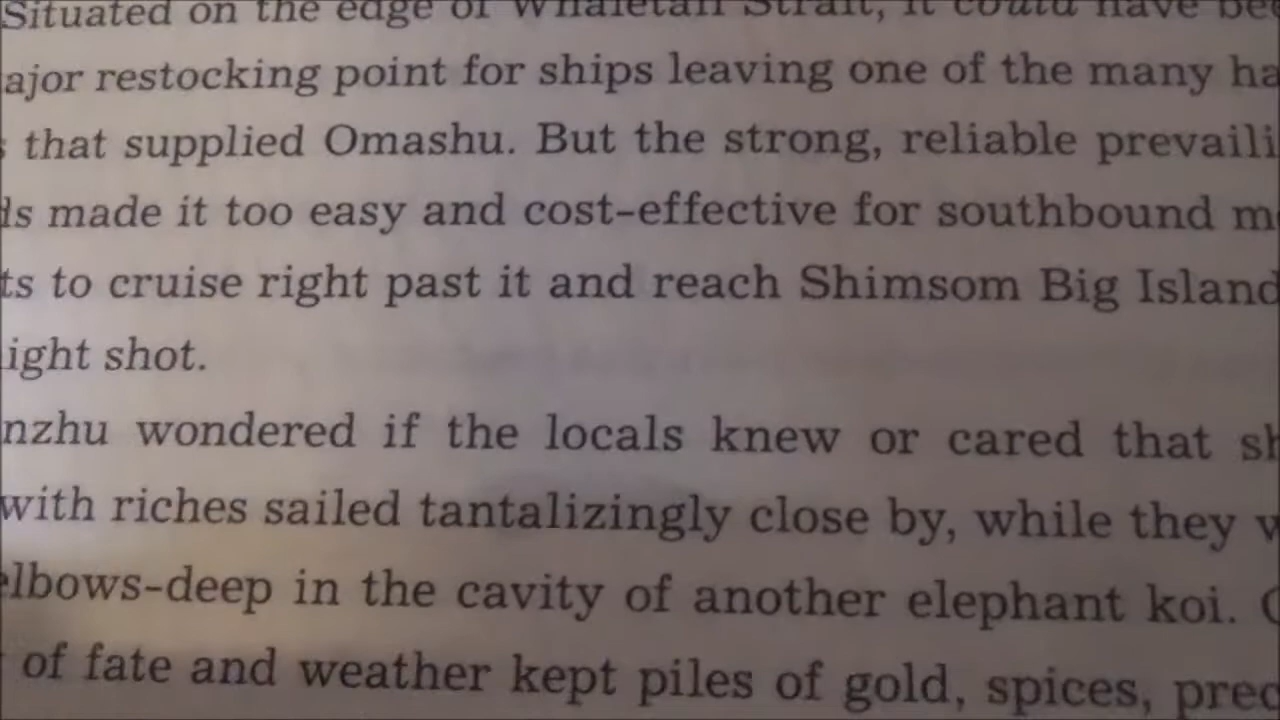 Situated on the edge of Whaletail Strait, it could have bee
ajor restocking point for ships leaving one of the many ha
s that supplied Omashu. But the strong, reliable prevaili
ds made it too easy and cost-effective for southbound m
ts to cruise right past it and reach Shimsom Big Island
ight shot.
nzhu wondered if the locals knew or cared that sh
with riches sailed tantalizingly close by, while they w
elbows-deep in the cavity of another elephant koi.
of fate and weather kept piles of gold, spices, prec